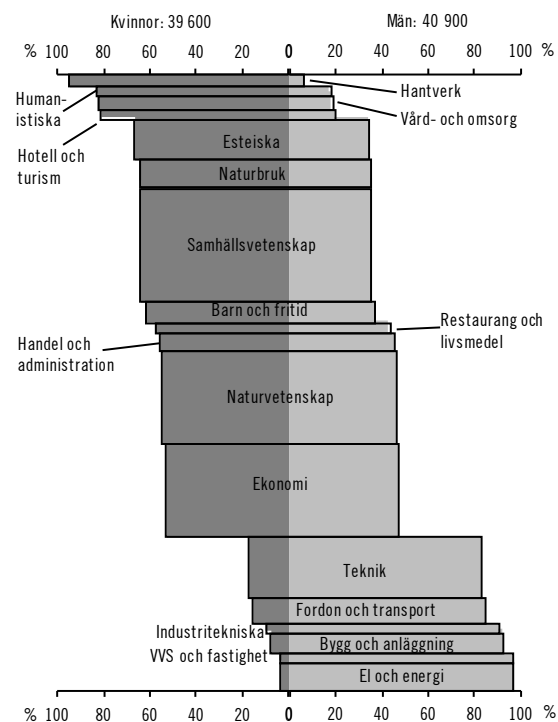 Kvinnor: 39 600 Män: 40 900
% 100 80 60 40 20 0 20 40 60 80 100 %
Hantverk
Human-
istiska
Vård- och omsorg
Hotell och
turism
Esteiska
Naturbruk
Samhällsvetenskap
Barn och fritid
Restaurang och
livsmedel
Handel och
administration
Naturvetenskap
Ekonomi
Teknik
Fordon och transport
Industritekniska
Bygg och anläggning
VVS och fastighet
El och energi
% 100 80 60 40 20 0 20 40 60 80 100 %